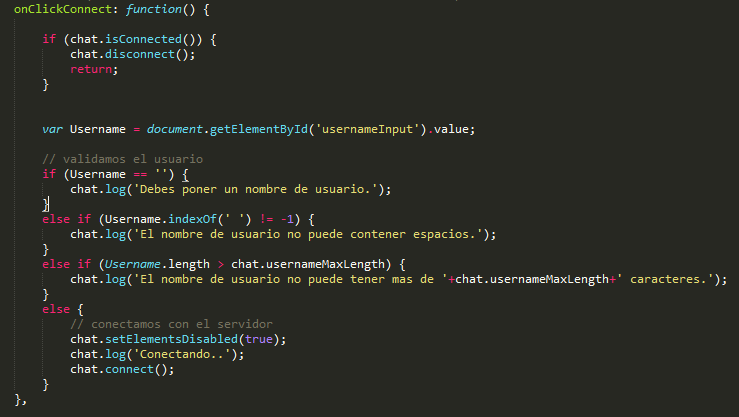 onClickConnect: function() {
if (chat.isConnected()) {
chat.disconnect();
return;
}
var Username = document.getElementById('usernameInput').value;
// validamos el usuario
if (Username == '') {
chat.log('Debes poner un nombre de usuario.');
}
else if (Username.indexOf(' ') != -1) {
chat.log('El nombre de usuario no puede contener espacios.');
}
else if (Username.length > chat.usernameMaxLength) {
chat.log('El nombre de usuario no puede tener mas de '+chat.usernameMaxLength+' caracteres.');
}
else {
// conectamos con el servidor
chat.setElementsDisabled(true);
chat.log('Conectando..');
chat.connect();
}
},